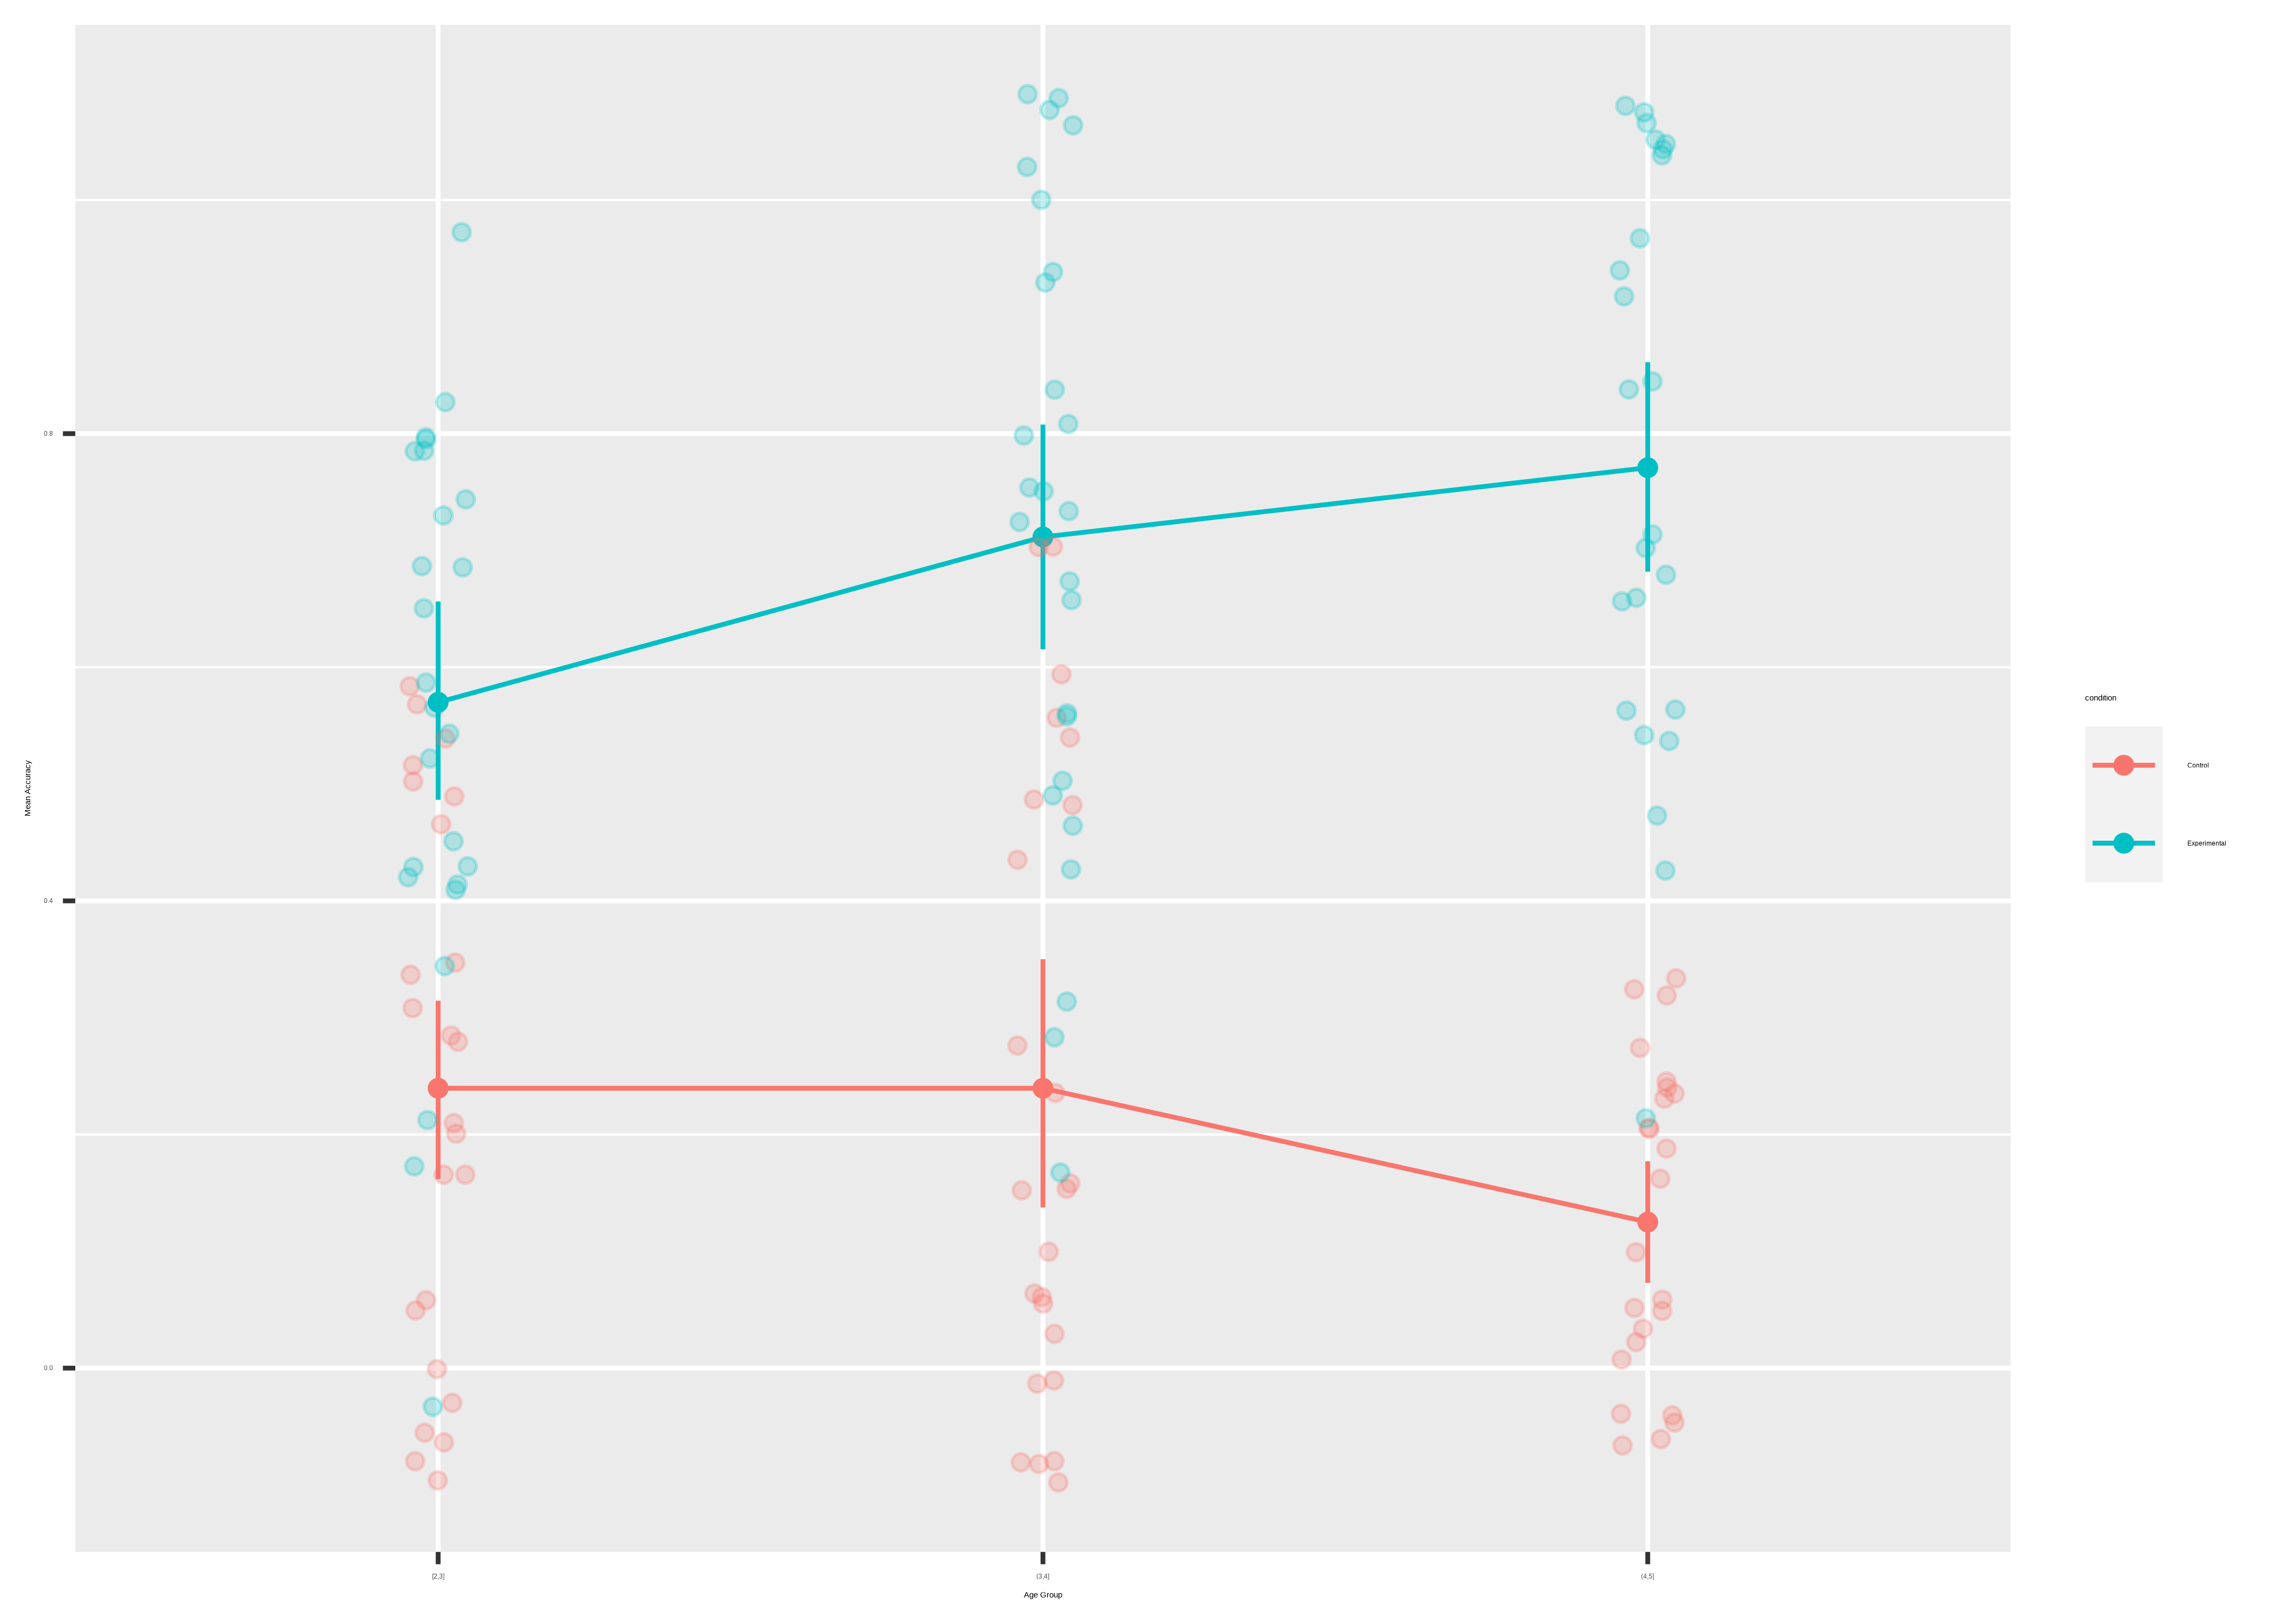 Mean Accuracy
0.8
0.4
0.0
[2,3]
(3,4]
(4,5]
Age Group
condition
Control
Experimental